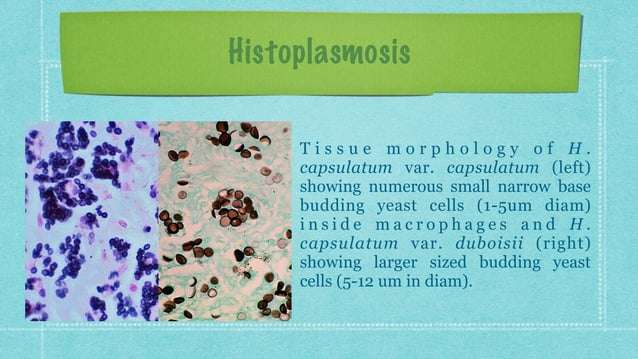 Histoplasmosis
Tissue morphology of H.
capsulatum var. capsulatum (left)
showing numerous small narrow base
budding yeast cells (1-5um diam)
inside macrophages and H.
capsulatum var. duboisii (right)
showing larger sized budding yeast
cells (5-12 um in diam).